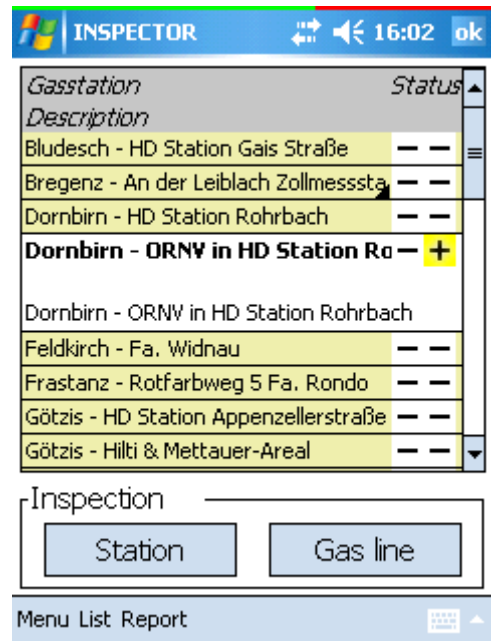 INSPECTOR 16:02 ok
Gasstation Status
Description
Bludesch - HD Station Gais Straße – –
Bregenz - An der Leiblach Zollmesssta – –
Dornbirn - HD Station Rohrbach – –
Dornbirn - ORNV in HD Station Ro – +
Dornbirn - ORNV in HD Station Rohrbach
Feldkirch - Fa. Widnau – –
Frastanz - Rotfarbweg 5 Fa. Rondo – –
Götzis - HD Station Appenzellerstraße – –
Götzis - Hilti & Mettauer-Areal – –
Inspection
Station Gas line
Menu List Report